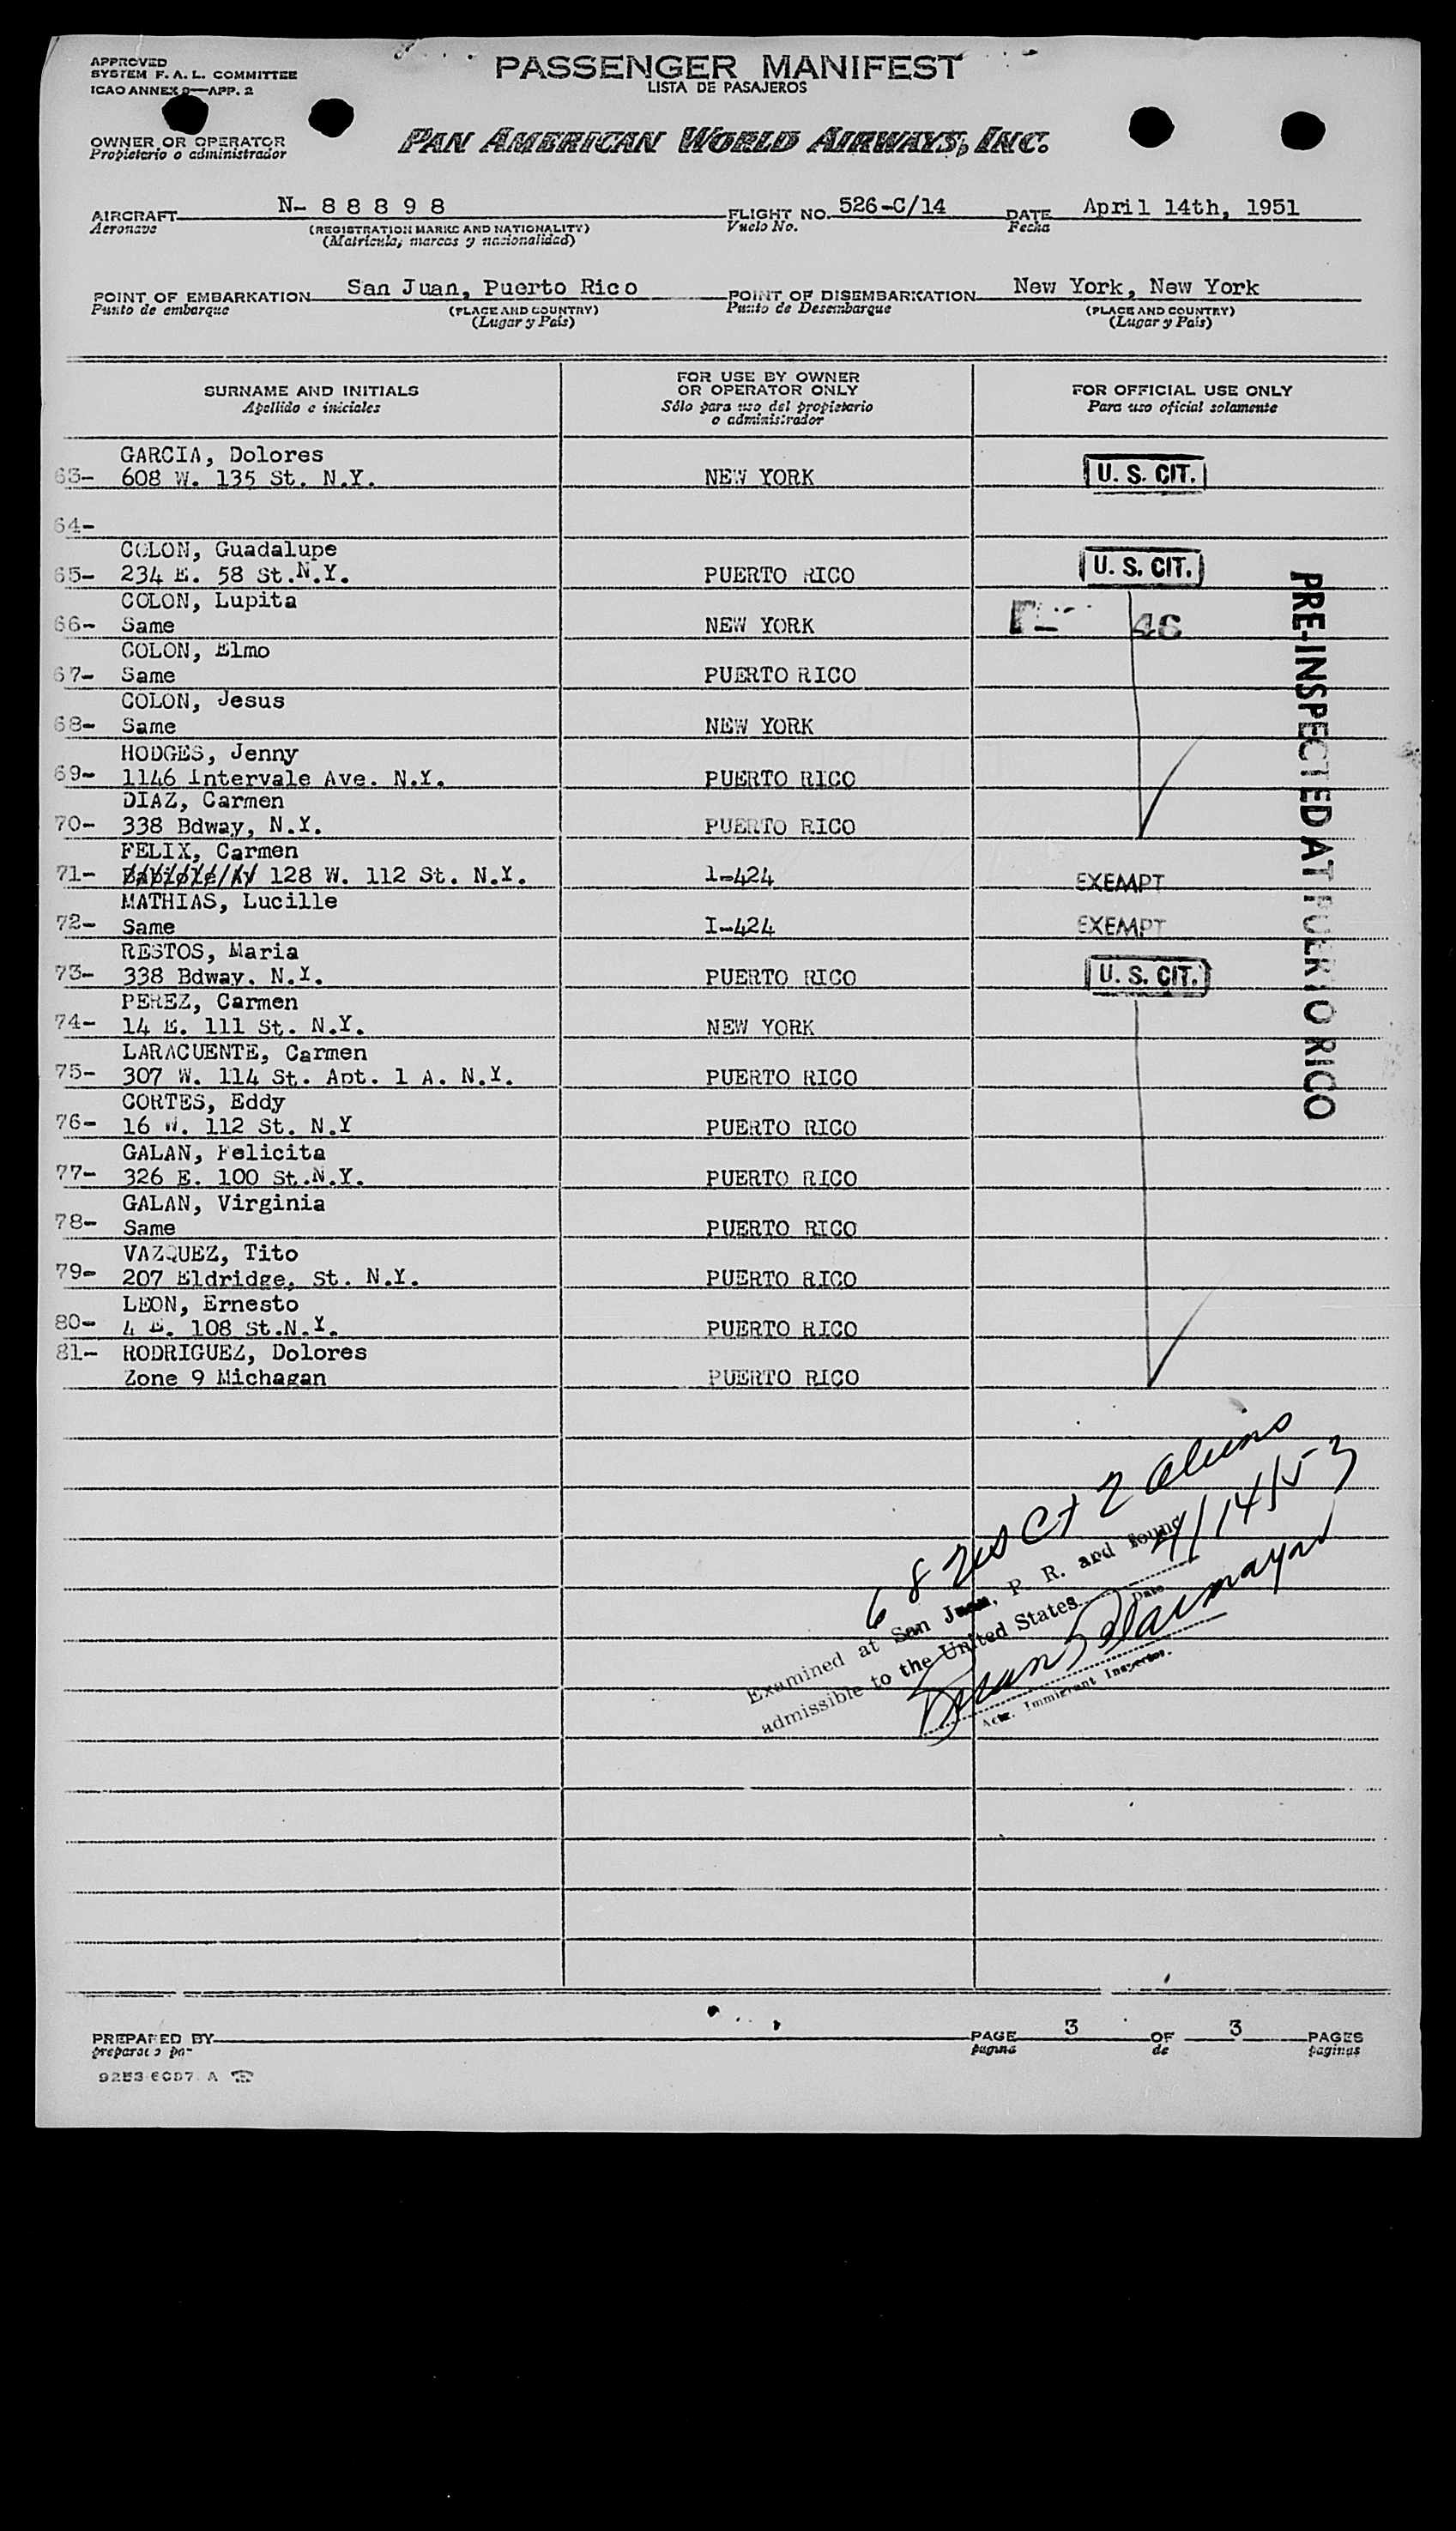 APPROVED
SYSTEM F. A. L. COMMITTEE
ICAO ANNEX 9—APP. 2
PASSENGER MANIFEST
LISTA DE PASAJEROS
OWNER OR OPERATOR
Propietario o administrador
PAN AMERICAN WORLD AIRWAYS, INC.
AIRCRAFT N- 8 8 8 9 8 FLIGHT NO. 526-C/14 DATE April 14th, 1951
Aeronave (REGISTRATION MARKS AND NATIONALITY) Vuelo No. Fecha
(Matricula, marcas y nacionalidad)
POINT OF EMBARKATION San Juan, Puerto Rico POINT OF DISEMBARKATION New York, New York
Punto de embarque (PLACE AND COUNTRY) Punto de Desembarque (PLACE AND COUNTRY)
(Lugar y País) (Lugar y País)
SURNAME AND INITIALS FOR USE BY OWNER OR OPERATOR ONLY FOR OFFICIAL USE ONLY
Apellido e iniciales Sólo para uso del propietario o administrador Para uso oficial solamente
GARCIA, Dolores
63- 608 W. 135 St. N.Y. NEW YORK U. S. CIT.
64-
COLON, Guadalupe
65- 234 E. 58 St.N.Y. PUERTO RICO U. S. CIT.
COLON, Lupita
66- Same NEW YORK 46
COLON, Elmo
67- Same PUERTO RICO
COLON, Jesus
68- Same NEW YORK
HODGES, Jenny
69- 1146 Intervale Ave. N.Y. PUERTO RICO
DIAZ, Carmen
70- 338 Bdway, N.Y. PUERTO RICO
FELIX, Carmen
71- 128 W. 112 St. N.Y. 1-424 EXEMPT
MATHIAS, Lucille
72- Same I-424 EXEMPT
RESTOS, Maria
73- 338 Bdway. N.Y. PUERTO RICO U. S. CIT.
PEREZ, Carmen
74- 14 E. 111 St. N.Y. NEW YORK
LARACUENTE, Carmen
75- 307 W. 114 St. Apt. 1 A. N.Y. PUERTO RICO
CORTES, Eddy
76- 16 W. 112 St. N.Y PUERTO RICO
GALAN, Felicita
77- 326 E. 100 St.N.Y. PUERTO RICO
GALAN, Virginia
78- Same PUERTO RICO
VAZQUEZ, Tito
79- 207 Eldridge, St. N.Y. PUERTO RICO
LEON, Ernesto
80- 4 E. 108 St.N.Y. PUERTO RICO
81- RODRIGUEZ, Dolores
Zone 9 Michagan PUERTO RICO
PRE-INSPECTED AT PUERTO RICO
68 US Ct 2 Aliens
4/14/53
Examined at San Juan, P. R. and found
admissible to the United States
Date
Actg. Immigrant Inspector.
PREPARED BY PAGE 3 OF 3 PAGES
preparado por página de páginas